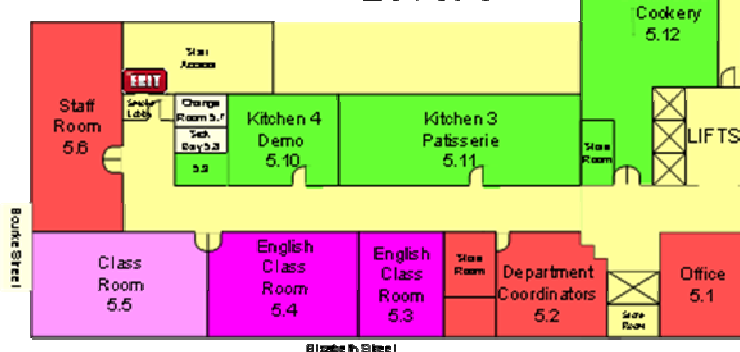 Cookery
5.12
EXIT
Staff
Room
5.6
Change
Room 5.7
5.9
Kitchen 4
Demo
5.10
Kitchen 3
Patisserie
5.11
Store
Room
LIFTS
Bourke Street
Class
Room
5.5
English
Class
Room
5.4
English
Class
Room
5.3
Store
Room
Department
Coordinators
5.2
Store
Room
Office
5.1
Elizabeth Street